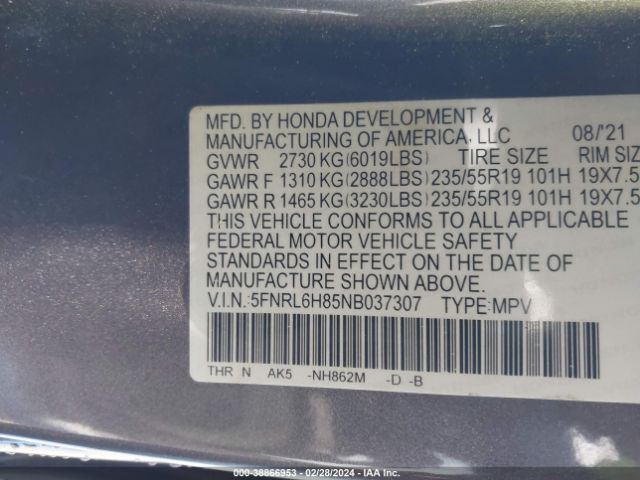 MFD. BY HONDA DEVELOPMENT &
MANUFACTURING OF AMERICA, LLC 08/'21
GVWR 2730 KG (6019LBS) TIRE SIZE RIM SIZ
GAWR F 1310 KG (2888LBS) 235/55R19 101H 19X7.5
GAWR R 1465 KG (3230LBS) 235/55R19 101H 19X7.5
THIS VEHICLE CONFORMS TO ALL APPLICABLE
FEDERAL MOTOR VEHICLE SAFETY
STANDARDS IN EFFECT ON THE DATE OF
MANUFACTURE SHOWN ABOVE.
V.I.N.:5FNRL6H85NB037307 TYPE:MPV
THR N AK5 -NH862M -D -B
000-38866953 - 02/28/2024 - IAA Inc.